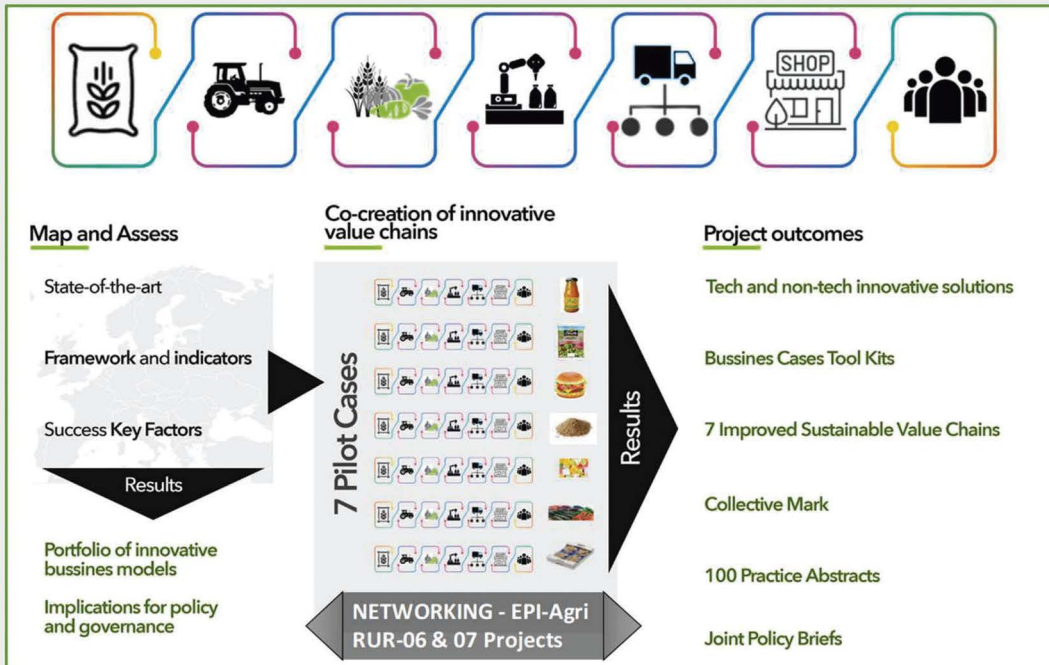 SHOP
Map and Assess
State-of-the-art
Framework and indicators
Success Key Factors
Results
Portfolio of innovative
bussines models
Implications for policy
and governance
Co-creation of innovative
value chains
7 Pilot Cases
Results
NETWORKING - EPI-Agri
RUR-06 & 07 Projects
Project outcomes
Tech and non-tech innovative solutions
Bussines Cases Tool Kits
7 Improved Sustainable Value Chains
Collective Mark
100 Practice Abstracts
Joint Policy Briefs